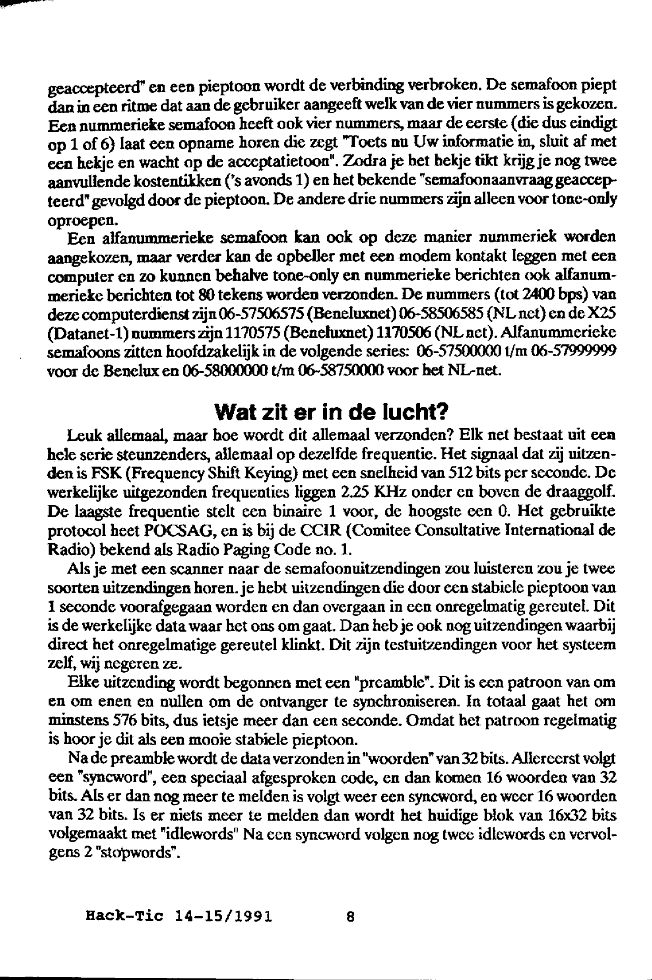 geaccepteerd" en een pieptoon wordt de verbinding verbroken. De semafoon piept
dan in een ritme dat aan de gebruiker aangeeft welk van de vier nummers is gekozen.
Een nummerieke semafoon heeft ook vier nummers, maar de eerste (die dus eindigt
op 1 of 6) laat een opname horen die zegt "Toets nu Uw informatie in, sluit af met
een hekje en wacht op de acceptatietoon". Zodra je het hekje tikt krijg je nog twee
aanvullende kostentikken ('s avonds 1) en het bekende "semafoonaanvraag geaccep-
teerd" gevolgd door de pieptoon. De andere drie nummers zijn alleen voor tone-only
oproepen.
Een alfanummerieke semafoon kan ook op deze manier nummeriek worden
aangekozen, maar verder kan de opbeller met een modem kontakt leggen met een
computer en zo kunnen behalve tone-only en nummerieke berichten ook alfanum-
merieke berichten tot 80 tekens worden verzonden. De nummers (tot 2400 bps) van
deze computerdienst zijn 06-57506575 (Beneluxnet) 06-58506585 (NL net) en de X25
(Datanet-1) nummers zijn 1170575 (Beneluxnet) 1170506 (NL net). Alfanummerieke
semafoons zitten hoofdzakelijk in de volgende series: 06-57500000 t/m 06-57999999
voor de Benelux en 06-58000000 t/m 06-58750000 voor het NL-net.
Wat zit er in de lucht?
Leuk allemaal, maar hoe wordt dit allemaal verzonden? Elk net bestaat uit een
hele serie steunzenders, allemaal op dezelfde frequentie. Het signaal dat zij uitzen-
den is FSK (Frequency Shift Keying) met een snelheid van 512 bits per seconde. De
werkelijke uitgezonden frequenties liggen 2.25 KHz onder en boven de draaggolf.
De laagste frequentie stelt een binaire 1 voor, de hoogste een 0. Het gebruikte
protocol heet POCSAG, en is bij de CCIR (Comitee Consultative International de
Radio) bekend als Radio Paging Code no. 1.
Als je met een scanner naar de semafoonuitzendingen zou luisteren zou je twee
soorten uitzendingen horen. je hebt uitzendingen die door een stabiele pieptoon van
1 seconde voorafgegaan worden en dan overgaan in een onregelmatig gereutel. Dit
is de werkelijke data waar het ons om gaat. Dan heb je ook nog uitzendingen waarbij
direct het onregelmatige gereutel klinkt. Dit zijn testuitzendingen voor het systeem
zelf, wij negeren ze.
Elke uitzending wordt begonnen met een "preamble". Dit is een patroon van om
en om enen en nullen om de ontvanger te synchroniseren. In totaal gaat het om
minstens 576 bits, dus ietsje meer dan een seconde. Omdat het patroon regelmatig
is hoor je dit als een mooie stabiele pieptoon.
Na de preamble wordt de data verzonden in "woorden" van 32 bits. Allereerst volgt
een "syncword", een speciaal afgesproken code, en dan komen 16 woorden van 32
bits. Als er dan nog meer te melden is volgt weer een syncword, en weer 16 woorden
van 32 bits. Is er niets meer te melden dan wordt het huidige blok van 16x32 bits
volgemaakt met "idlewords" Na een syncword volgen nog twee idlewords en vervol-
gens 2 "stopwords".
Hack-Tic 14-15/1991 8